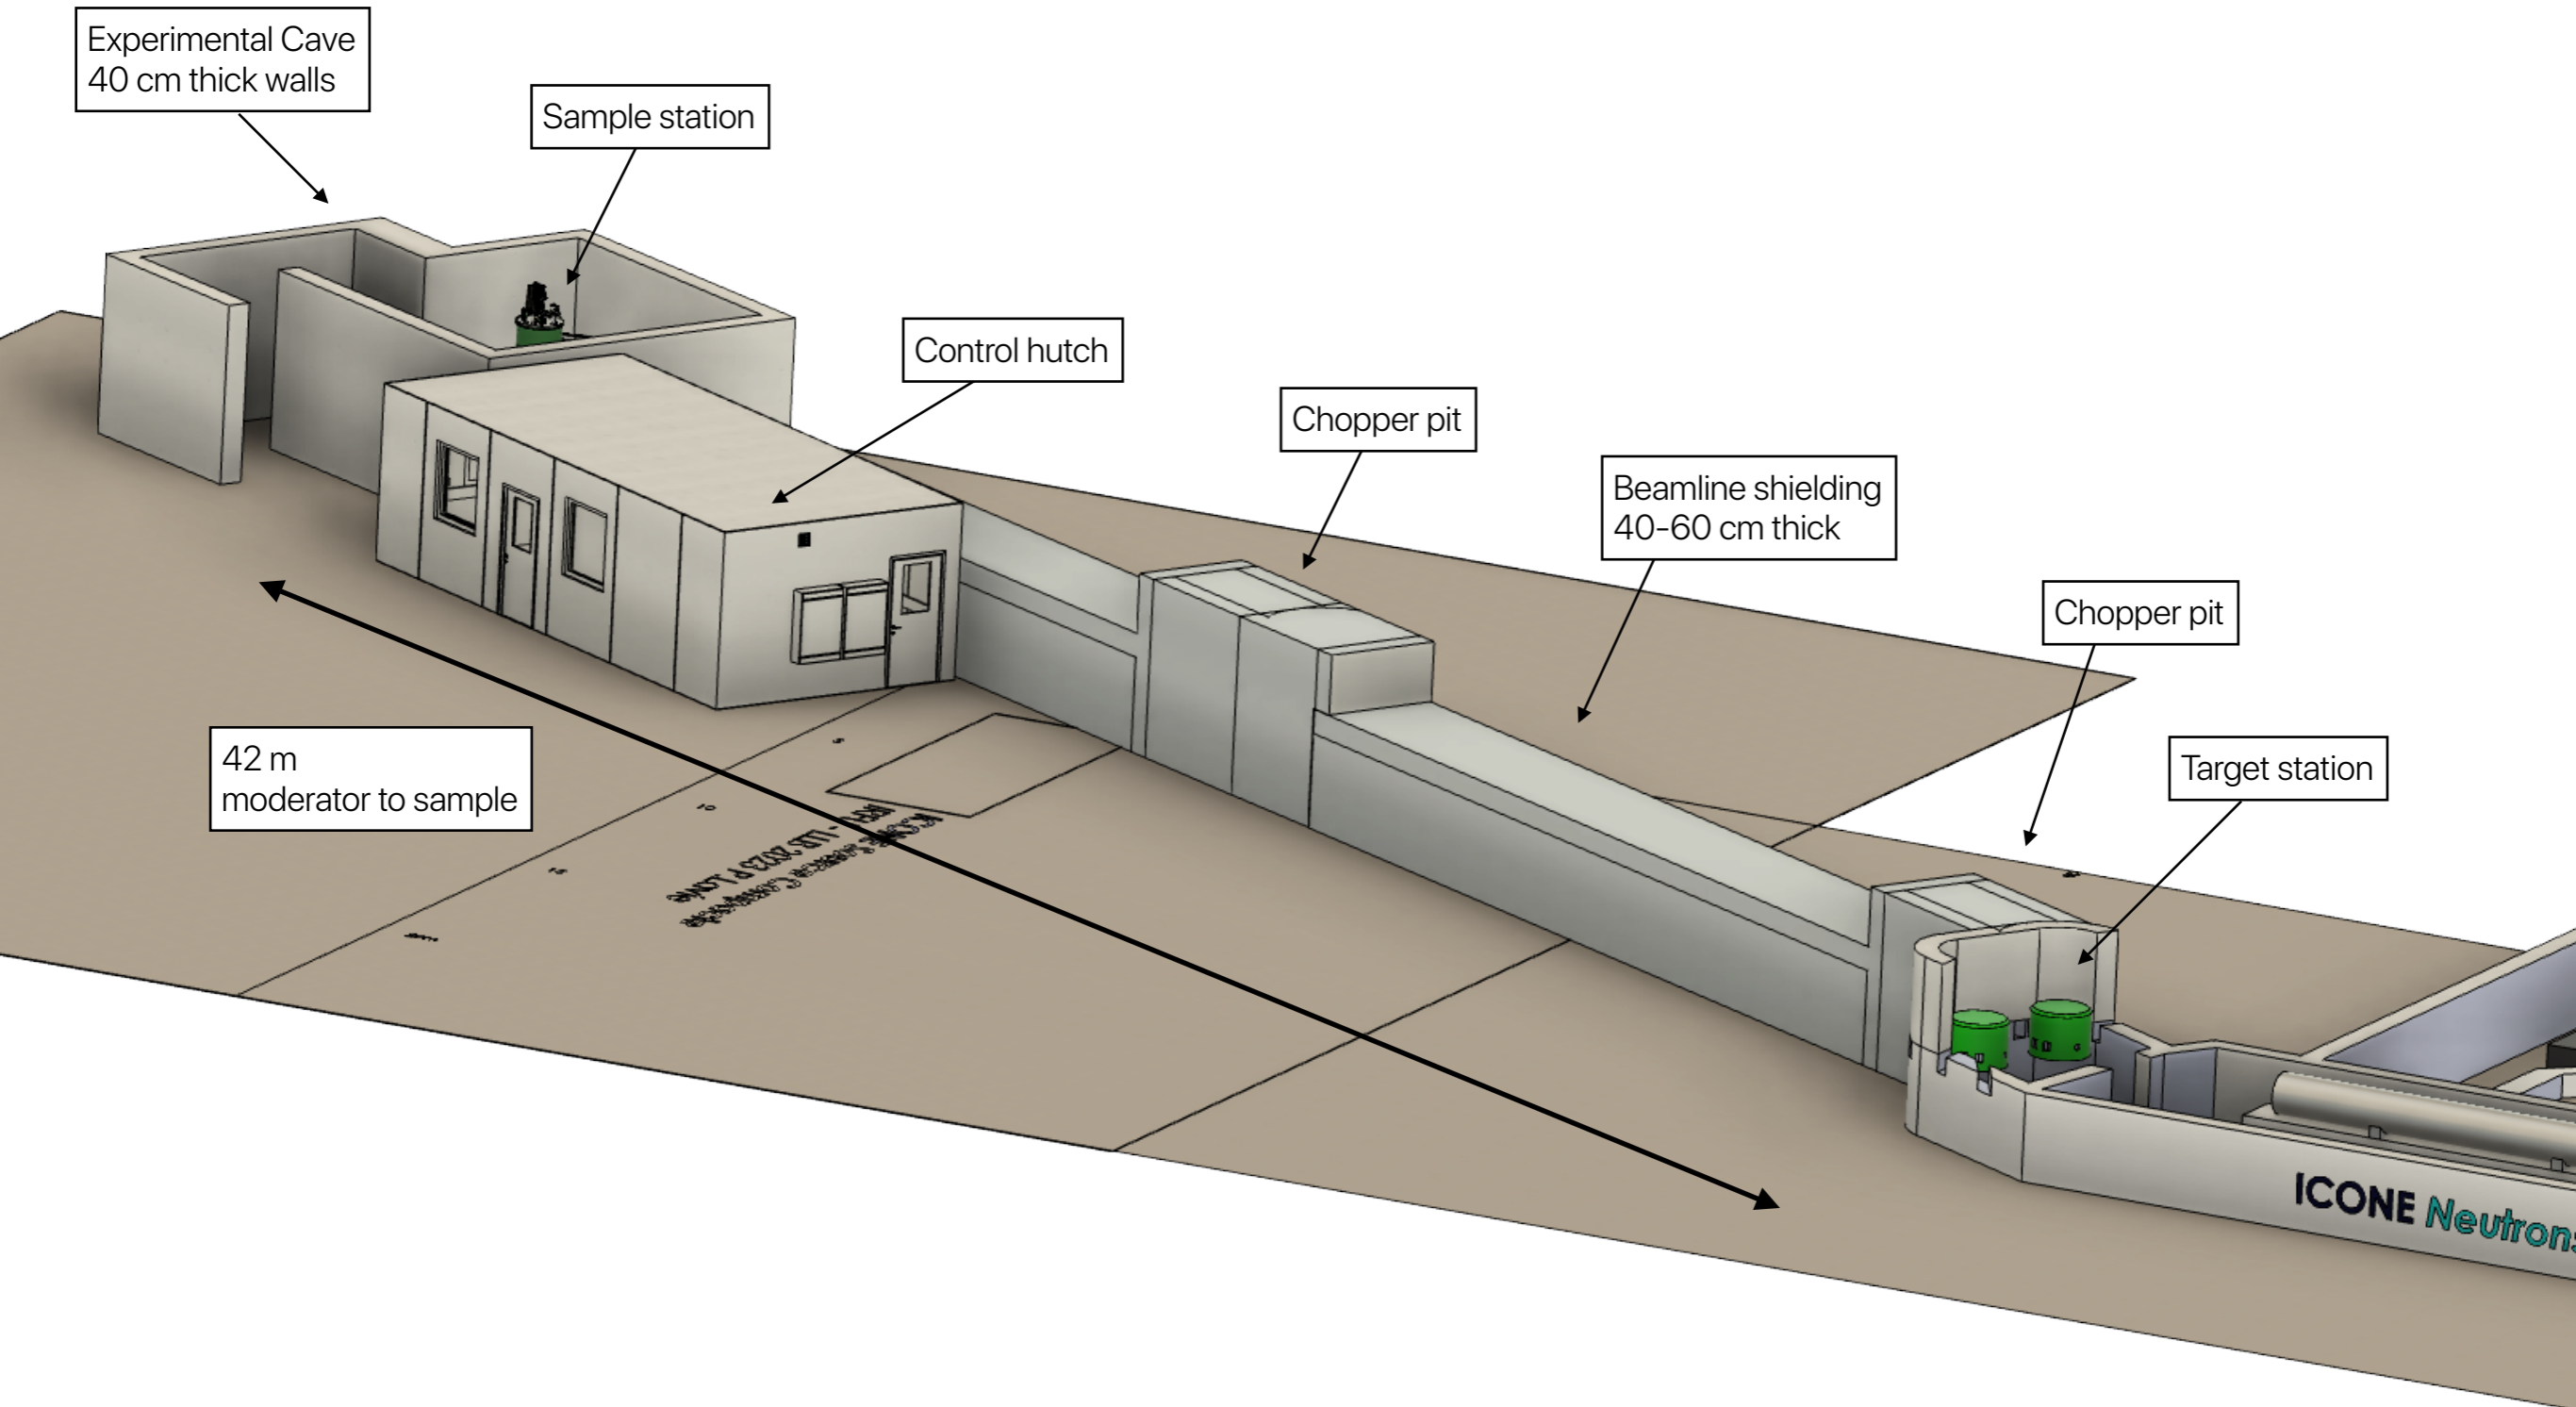 Experimental Cave
40 cm thick walls
Sample station
Control hutch
Chopper pit
Beamline shielding
40-60 cm thick
Chopper pit
Target station
42 m
moderator to sample
ICONE Neutrons